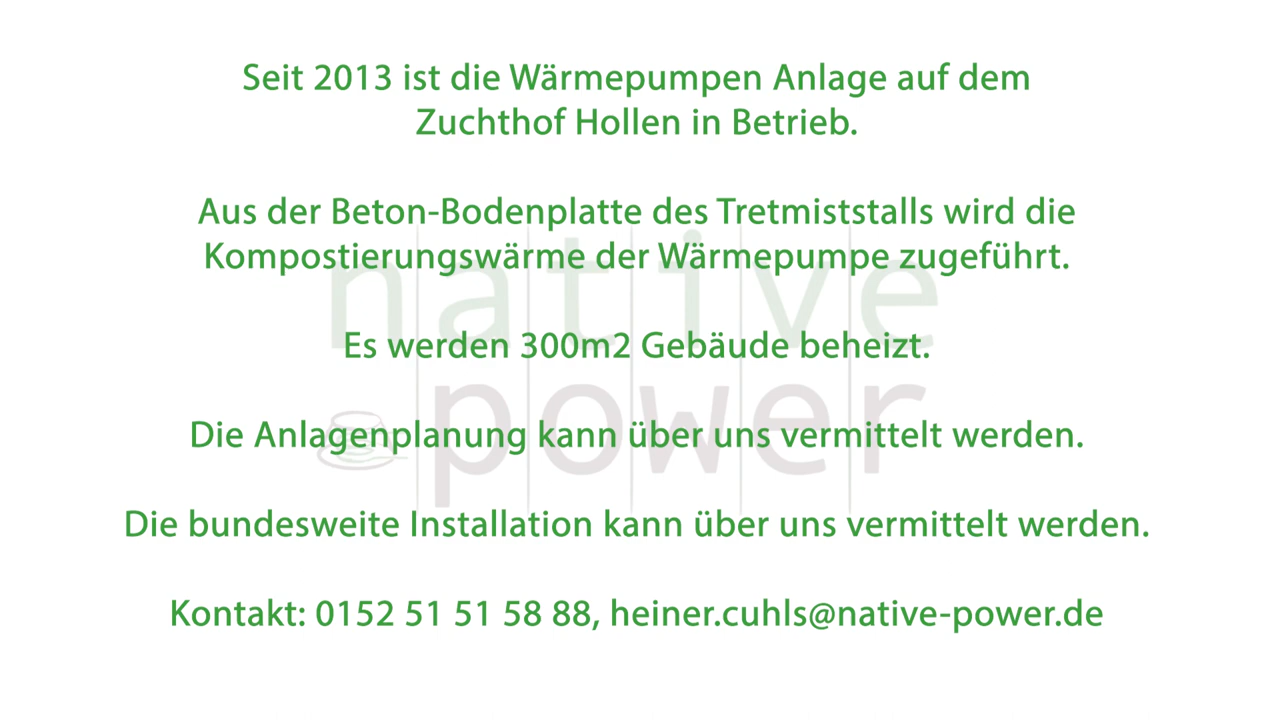 Seit 2013 ist die Wärmepumpen Anlage auf dem
Zuchthof Hollen in Betrieb.
Aus der Beton-Bodenplatte des Tretmiststalls wird die
Kompostierungswärme der Wärmepumpe zugeführt.
native
Es werden 300m2 Gebäude beheizt.
power
Die Anlagenplanung kann über uns vermittelt werden.
Die bundesweite Installation kann über uns vermittelt werden.
Kontakt: 0152 51 51 58 88, heiner.cuhls@native-power.de